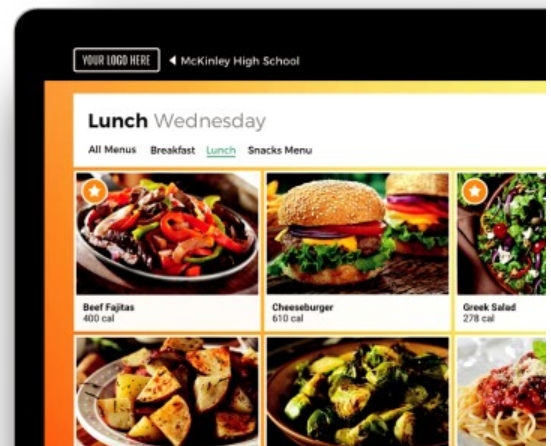 YOUR LOGO HERE
McKinley High School
Lunch Wednesday
All Menus Breakfast Lunch Snacks Menu
Beef Fajitas
400 cal
Cheeseburger
610 cal
Greek Salad
278 cal